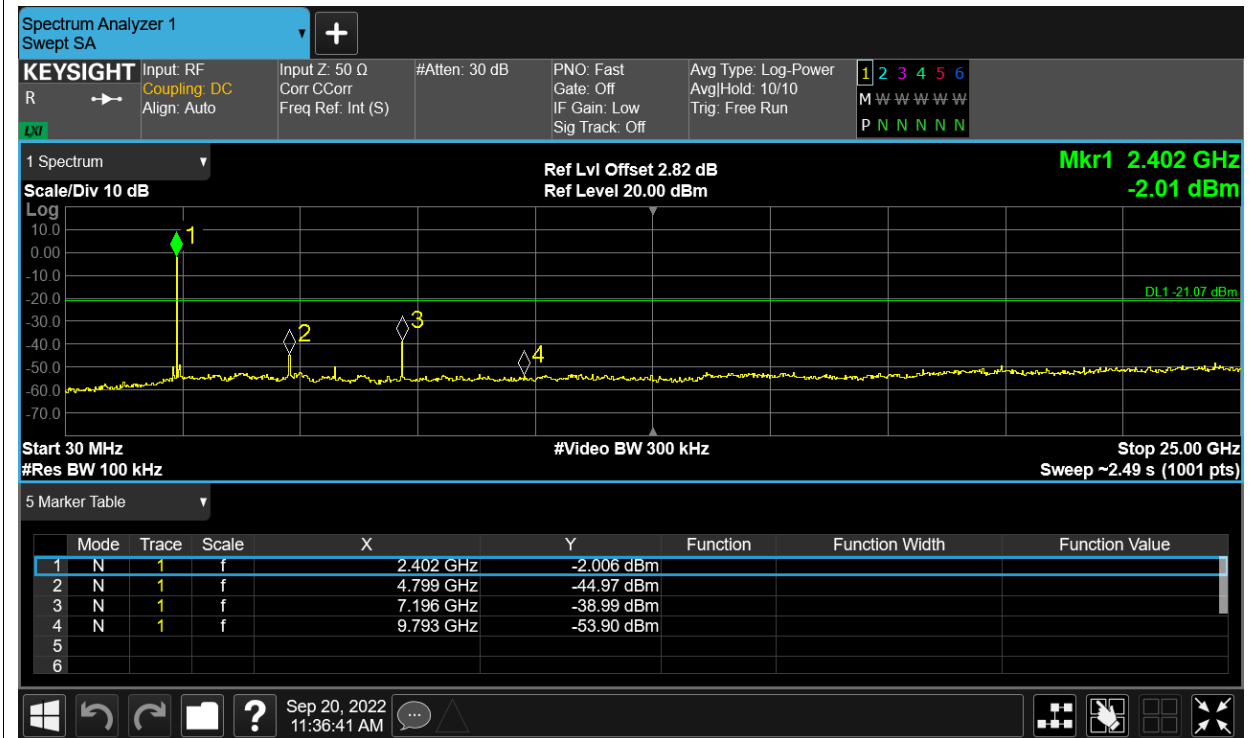 Spectrum Analyzer 1
Swept SA
+
KEYSIGHT Input: RF Input Z: 50 Ω #Atten: 30 dB PNO: Fast Avg Type: Log-Power 1 2 3 4 5 6
R Coupling: DC Corr CCorr Gate: Off Avg|Hold: 10/10 M W W W W W
Align: Auto Freq Ref: Int (S) IF Gain: Low Trig: Free Run
LXI Sig Track: Off P N N N N N
1 Spectrum Ref Lvl Offset 2.82 dB Mkr1 2.402 GHz
Scale/Div 10 dB Ref Level 20.00 dBm -2.01 dBm
Log
10.0
1
0.00
-10.0
-20.0 DL1 -21.07 dBm
-30.0 3
2
-40.0
4
-50.0
-60.0
-70.0
Start 30 MHz #Video BW 300 kHz Stop 25.00 GHz
#Res BW 100 kHz Sweep ~2.49 s (1001 pts)
5 Marker Table
Mode Trace Scale X Y Function Function Width Function Value
1 N 1 f 2.402 GHz -2.006 dBm
2 N 1 f 4.799 GHz -44.97 dBm
3 N 1 f 7.196 GHz -38.99 dBm
4 N 1 f 9.793 GHz -53.90 dBm
5
6
? Sep 20, 2022
11:36:41 AM